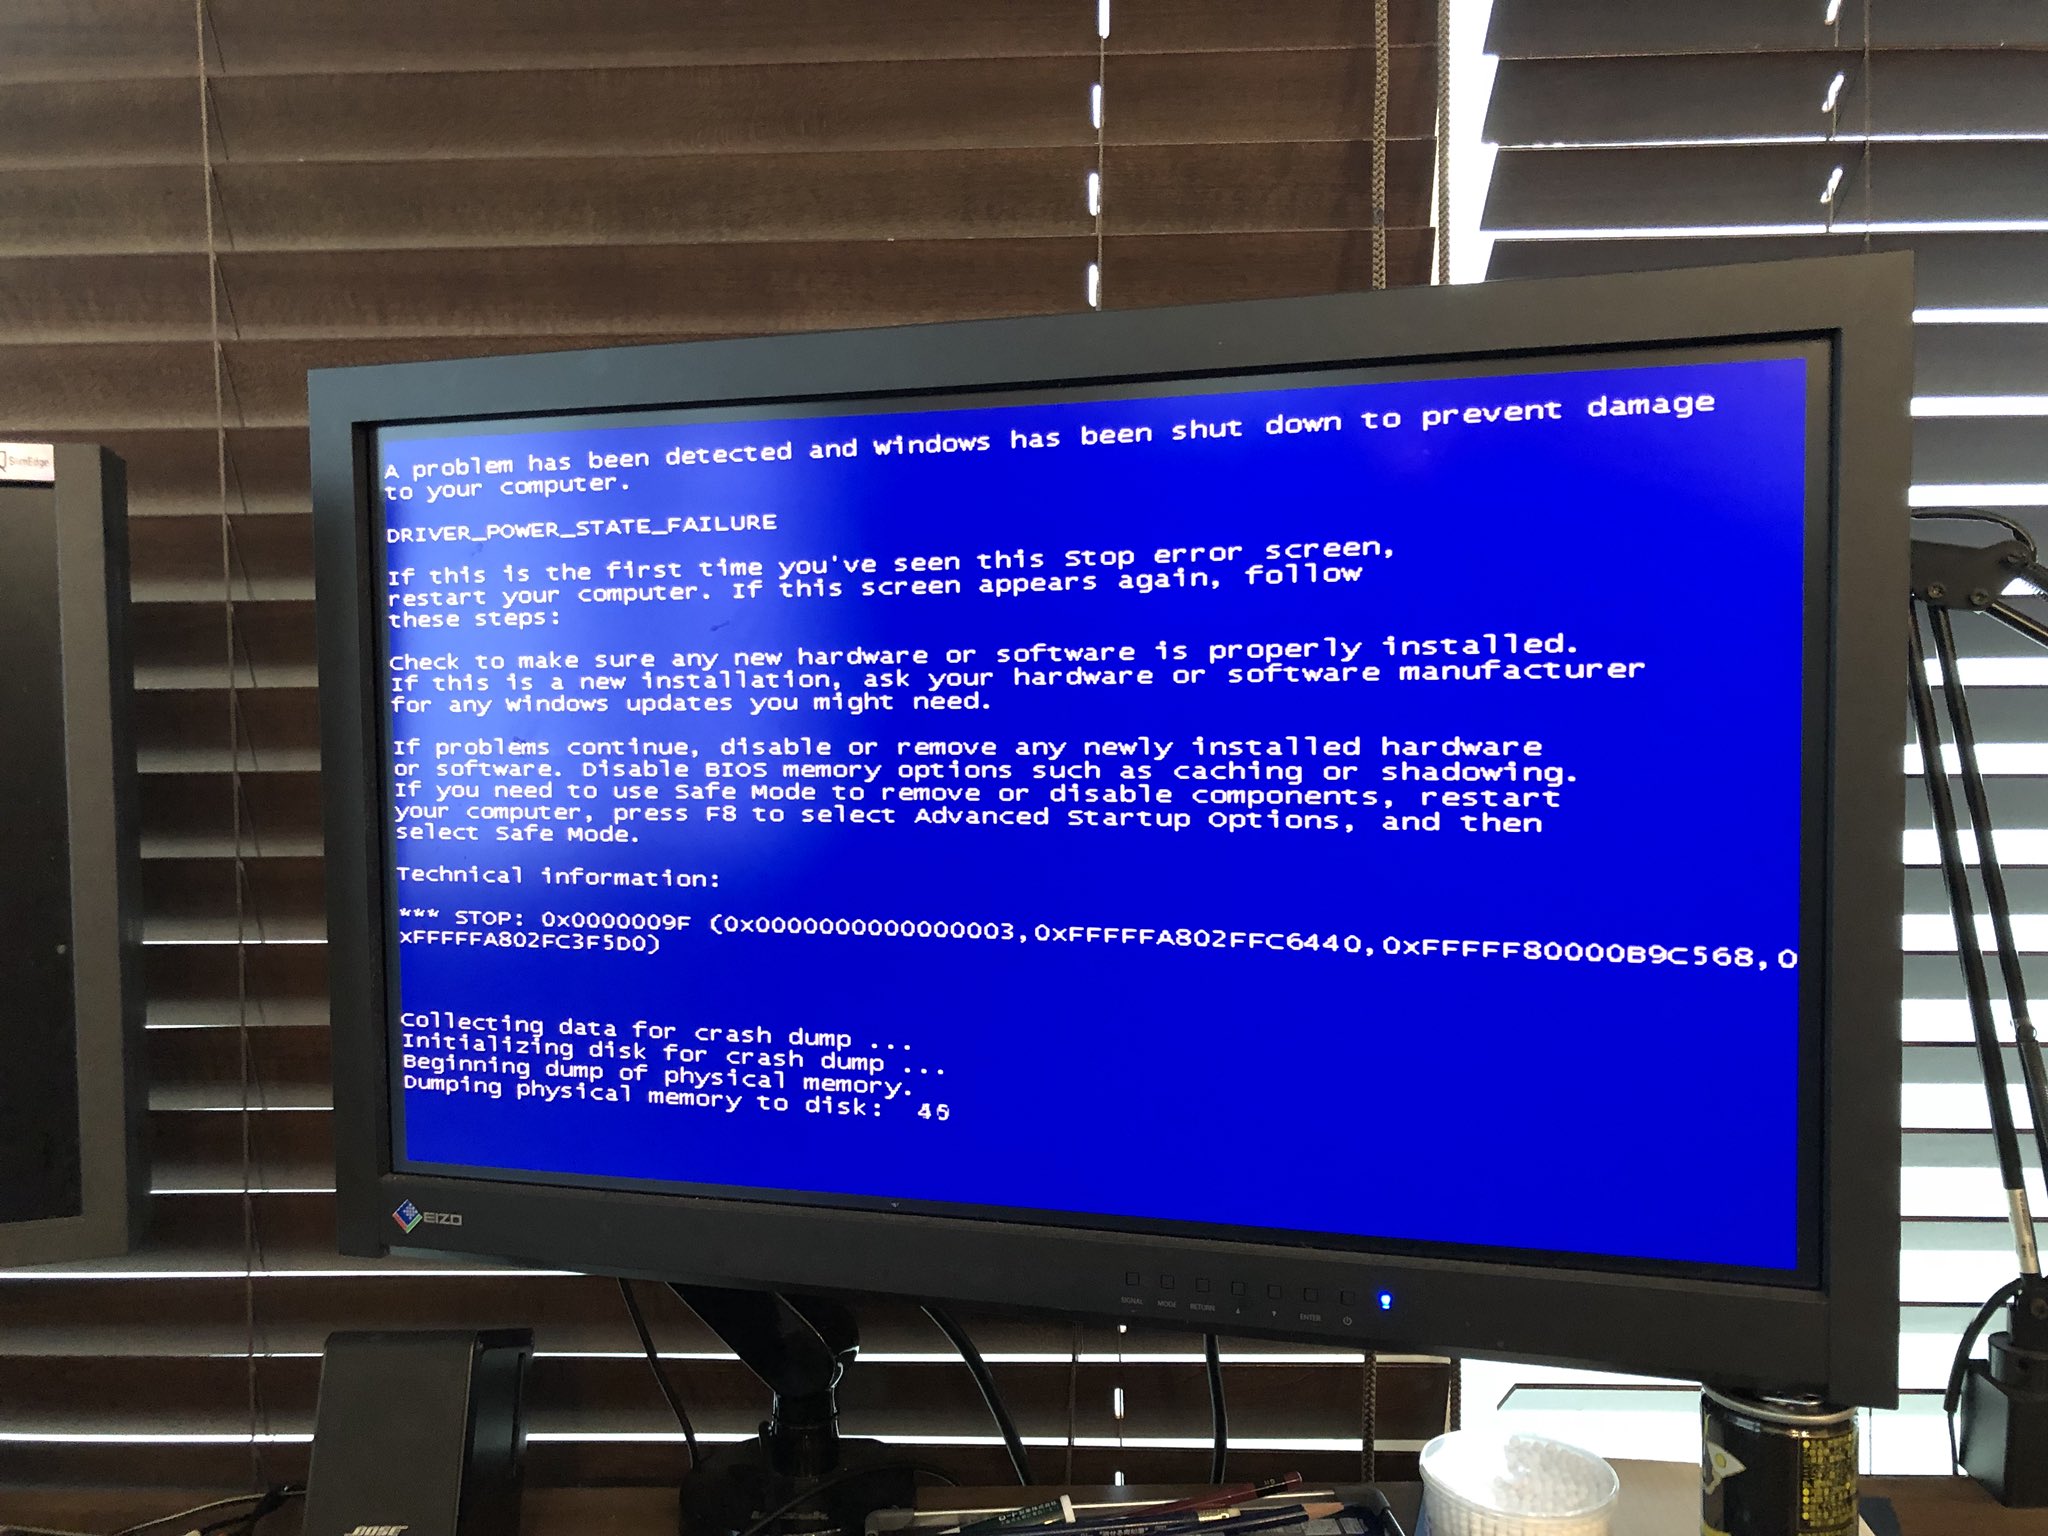 SlimEdge
A problem has been detected and windows has been shut down to prevent damage
to your computer.
DRIVER_POWER_STATE_FAILURE
If this is the first time you've seen this Stop error screen,
restart your computer. If this screen appears again, follow
these steps:
Check to make sure any new hardware or software is properly installed.
If this is a new installation, ask your hardware or software manufacturer
for any windows updates you might need.
If problems continue, disable or remove any newly installed hardware
or software. Disable BIOS memory options such as caching or shadowing.
If you need to use Safe Mode to remove or disable components, restart
your computer, press F8 to select Advanced Startup Options, and then
select Safe Mode.
Technical information:
*** STOP: 0x0000009F (0x0000000000000003,0xFFFFFA802FFC6440,0xFFFFF80000B9C568,0
xFFFFFA802FC3F5D0)
Collecting data for crash dump ...
Initializing disk for crash dump ...
Beginning dump of physical memory.
Dumping physical memory to disk:
EIZO
SIGNAL MODE RETURN ENTER
BOSE